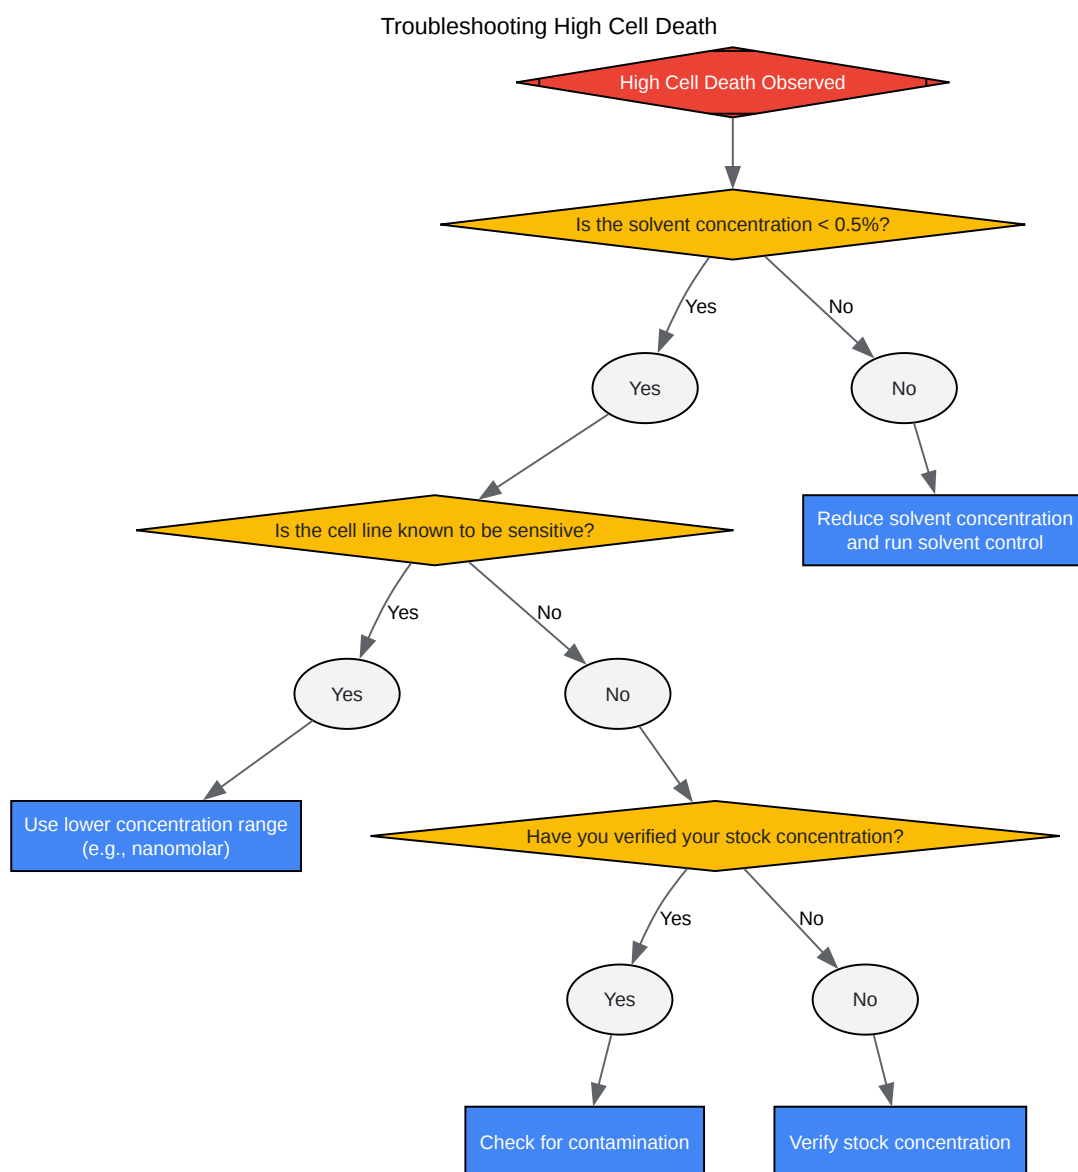 Troubleshooting High Cell Death
High Cell Death Observed
Is the solvent concentration < 0.5%?
Yes
No
Yes
No
Is the cell line known to be sensitive?
Reduce solvent concentration
and run solvent control
Yes
No
Yes
No
Use lower concentration range
(e.g., nanomolar)
Have you verified your stock concentration?
Yes
No
Yes
No
Check for contamination
Verify stock concentration